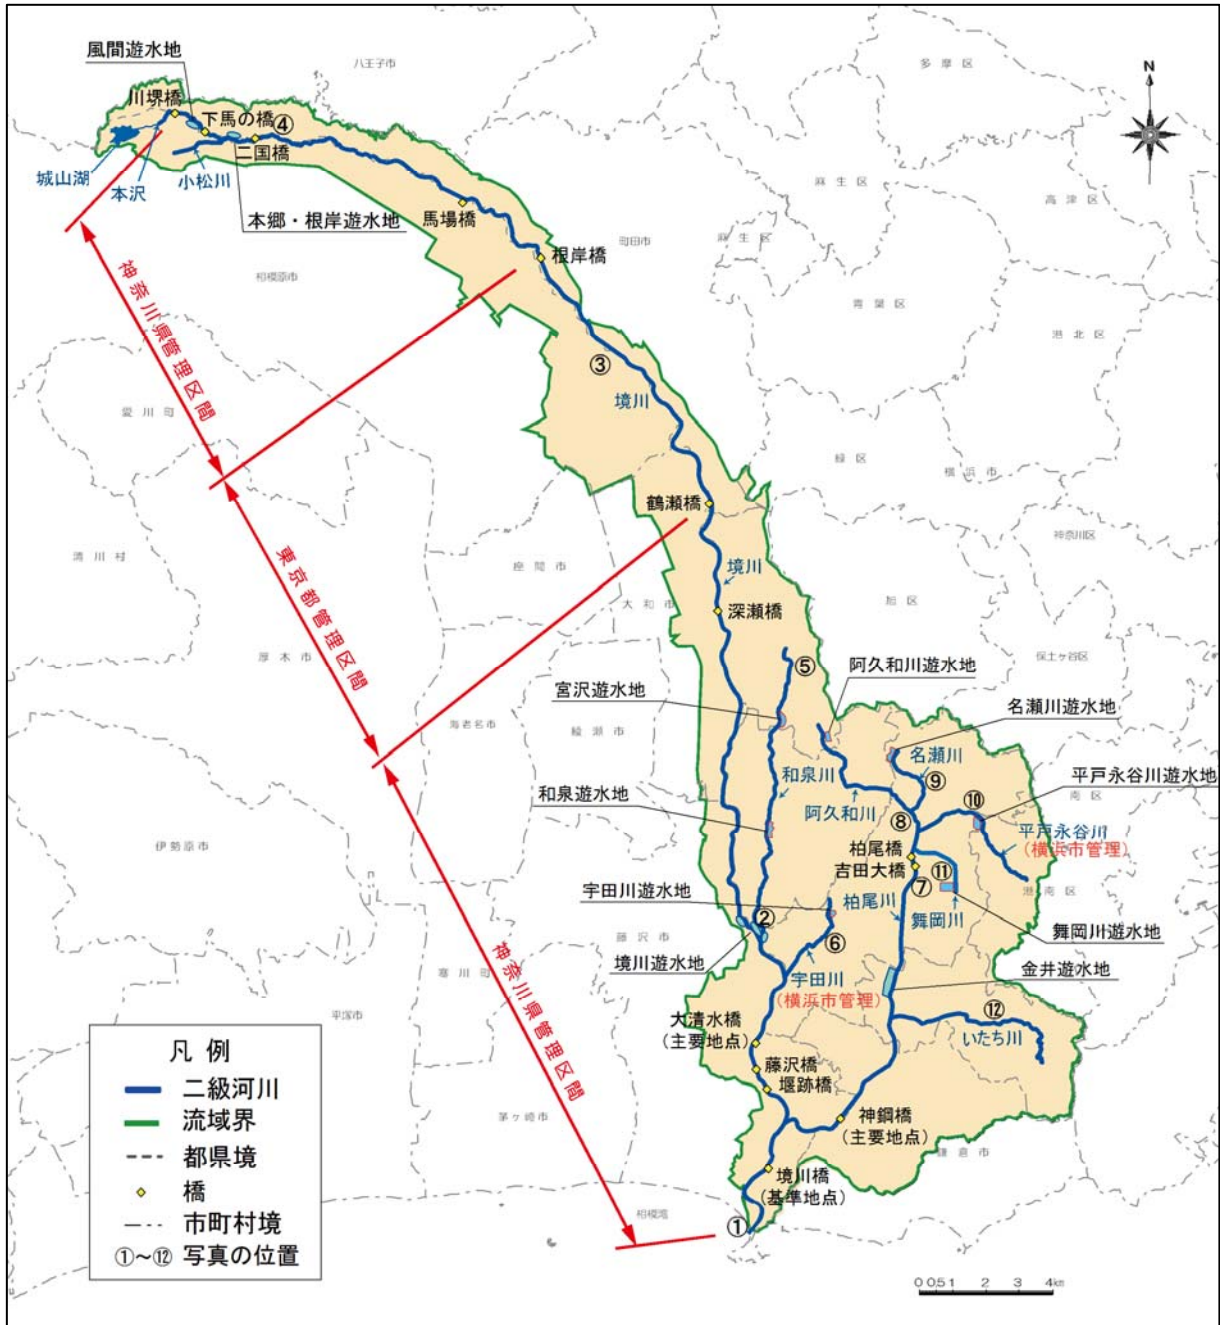 風間遊水地
八王子市
多摩区
N
川堺橋
下馬の橋
④
二国橋
城山湖
本沢
小松川
麻生区
高津区
馬場橋
本郷・根岸遊水地
町田市
麻生区
根岸橋
神奈川県管理区間
相模原市
青葉区
港北区
③
境川
愛川町
緑区
横浜市
鶴瀬橋
神奈川区
清川村
座間市
境川
東京都管理区間
大和市
深瀬橋
旭区
厚木市
⑤
阿久和川遊水地
保土ヶ谷区
宮沢遊水地
名瀬川遊水地
海老名市
綾瀬市
和泉川
名瀬川
平戸永谷川遊水地
⑨
和泉遊水地
阿久和川
⑩
南区
⑧
平戸永谷川
(横浜市管理)
伊勢原市
柏尾橋
吉田大橋
⑪
宇田川遊水地
⑦
港南区
柏尾川
舞岡川
②
藤沢市
⑥
舞岡川遊水地
境川遊水地
宇田川
(横浜市管理)
金井遊水地
寒川町
神奈川県管理区間
平塚市
⑫
大清水橋
(主要地点)
いたち川
藤沢橋
堰跡橋
茅ヶ崎市
神鋼橋
(主要地点)
鎌倉市
境川橋
(基準地点)
相模湾
①
凡例
二級河川
流域界
都県境
橋
市町村境
①～⑫ 写真の位置
0 0.5 1 2 3 4km